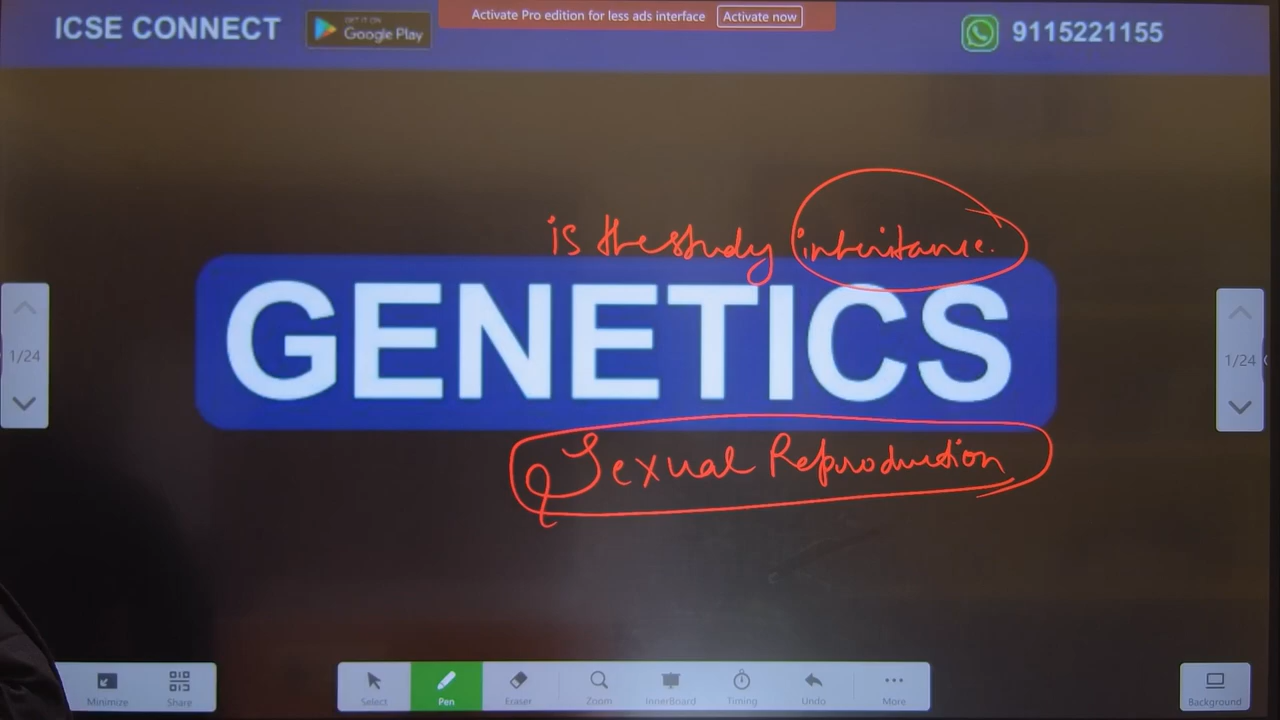 ICSE CONNECT
GET IT ON
Google Play
Activate Pro edition for less ads interface Activate now
9115221155
is the study inheritance.
GENETICS
Sexual Reproduction
1/24
1/24
Minimize Share Select Pen Eraser Zoom InnerBoard Timing Undo More Background